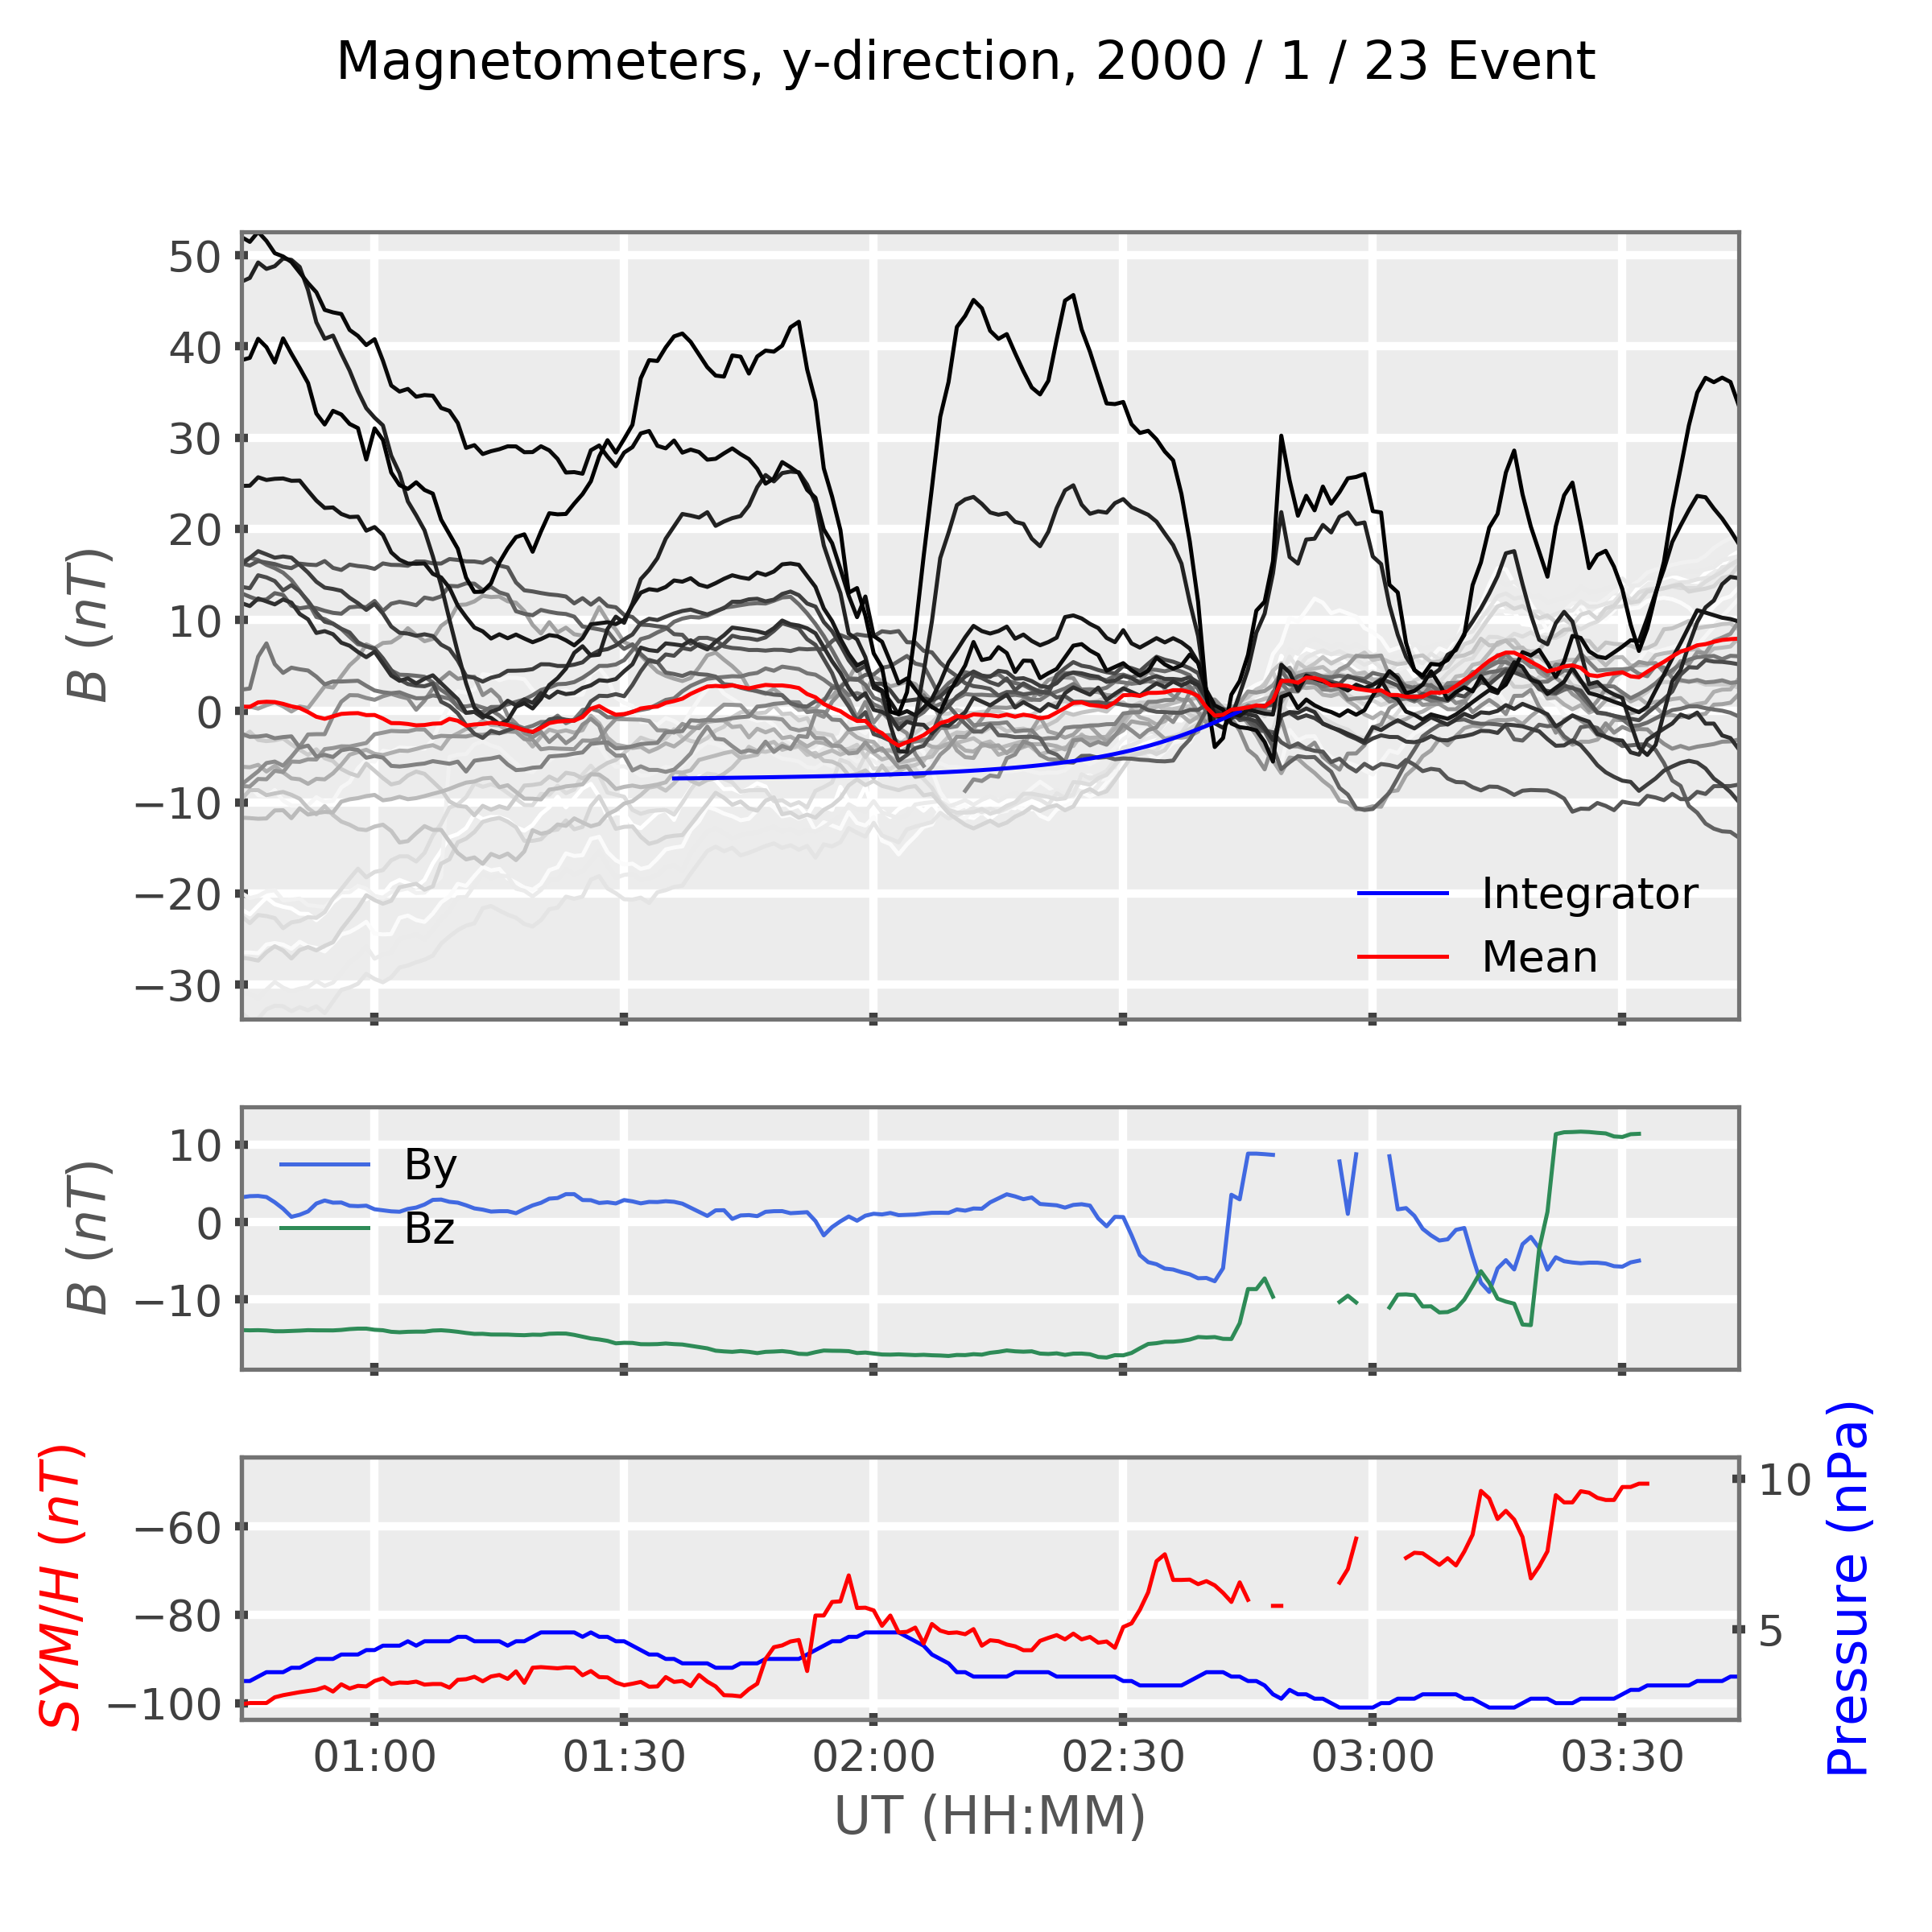 Magnetometers, y-direction, 2000 / 1 / 23 Event
B (nT)
50
40
30
20
10
0
−10
−20
−30
Integrator
Mean
B (nT)
10
0
−10
By
Bz
SYM/H (nT)
−60
−80
−100
10
5
Pressure (nPa)
01:00 01:30 02:00 02:30 03:00 03:30
UT (HH:MM)